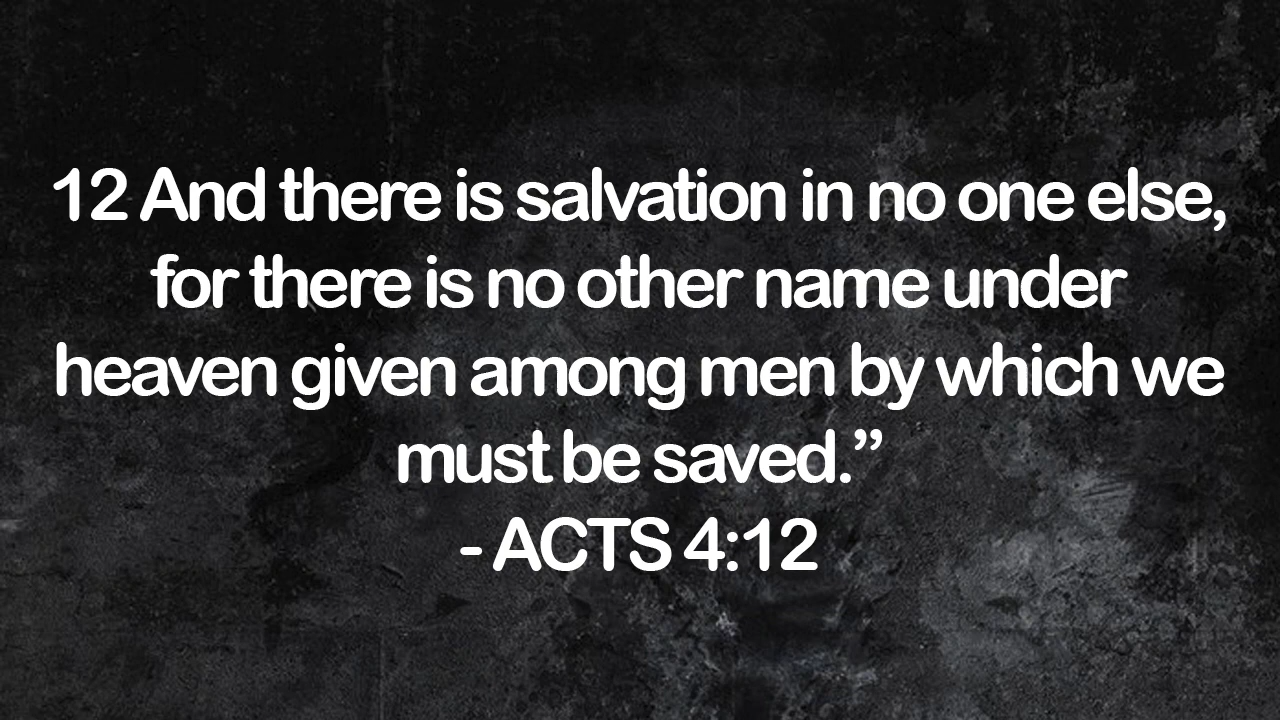 12 And there is salvation in no one else,
for there is no other name under
heaven given among men by which we
must be saved.”
- ACTS 4:12